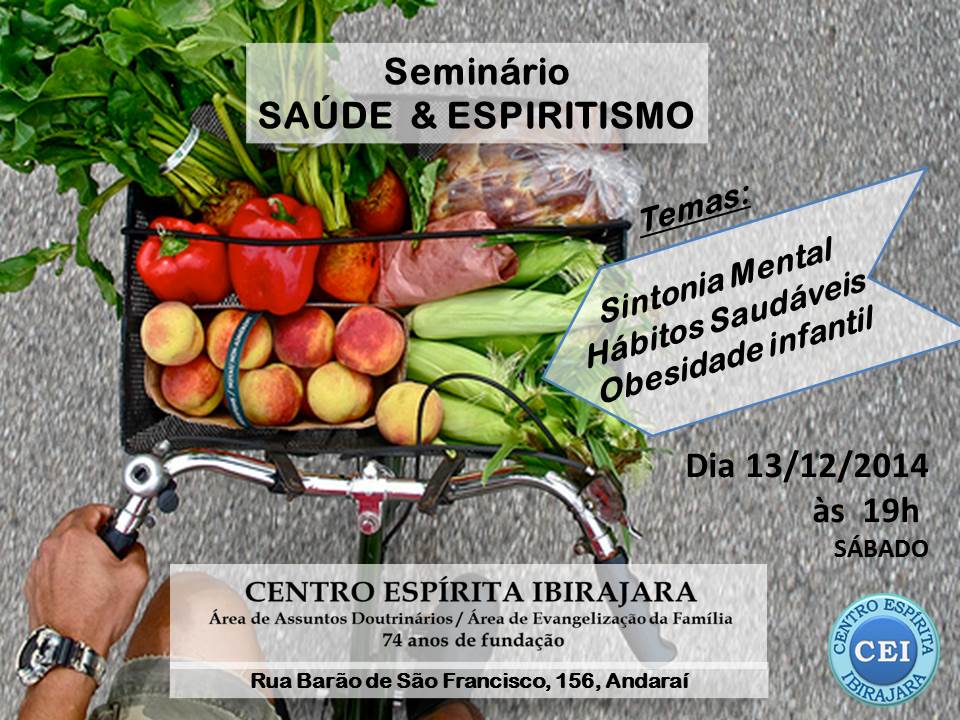 Seminário
SAÚDE & ESPIRITISMO
Temas:
Sintonia Mental
Hábitos Saudáveis
Obesidade infantil
Dia 13/12/2014
às 19h
SÁBADO
CENTRO ESPÍRITA IBIRAJARA
Área de Assuntos Doutrinários / Área de Evangelização da Família
74 anos de fundação
Rua Barão de São Francisco, 156, Andaraí
CENTRO ESPÍRITA
CEI
IBIRAJARA